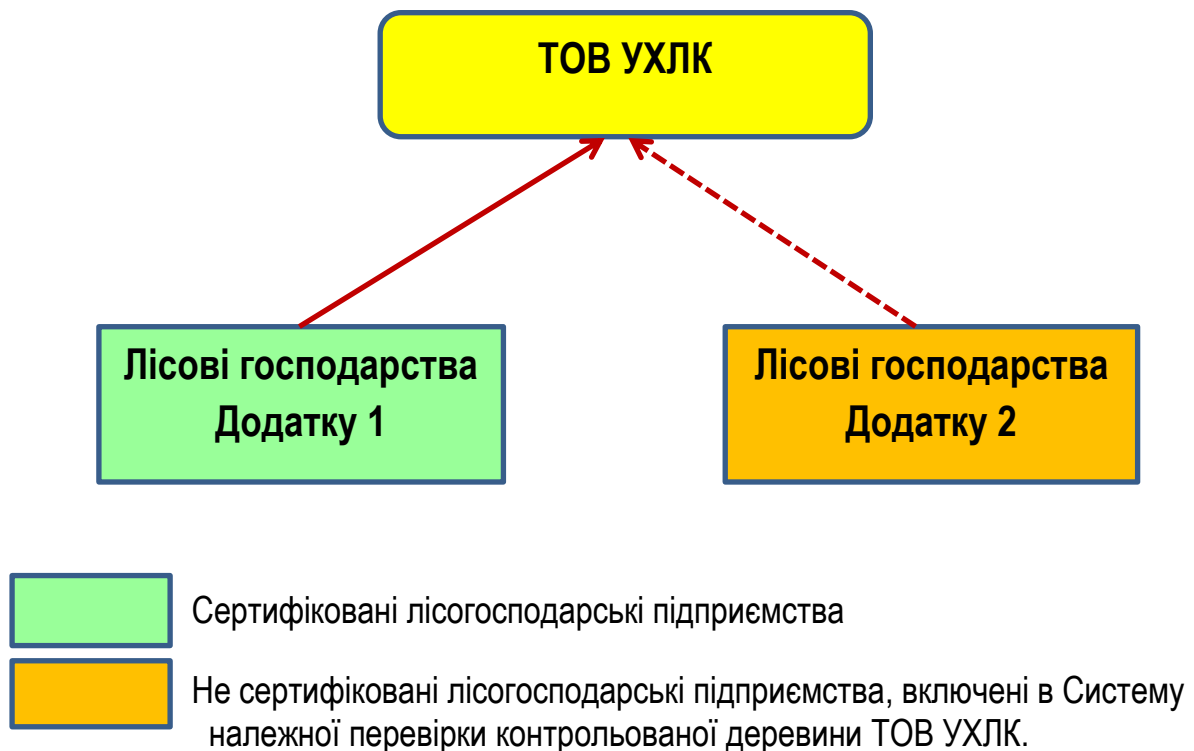 ТОВ УХЛК
Лісові господарства
Додатку 1
Лісові господарства
Додатку 2
Сертифіковані лісогосподарські підприємства
Не сертифіковані лісогосподарські підприємства, включені в Систему
належної перевірки контрольованої деревини ТОВ УХЛК.